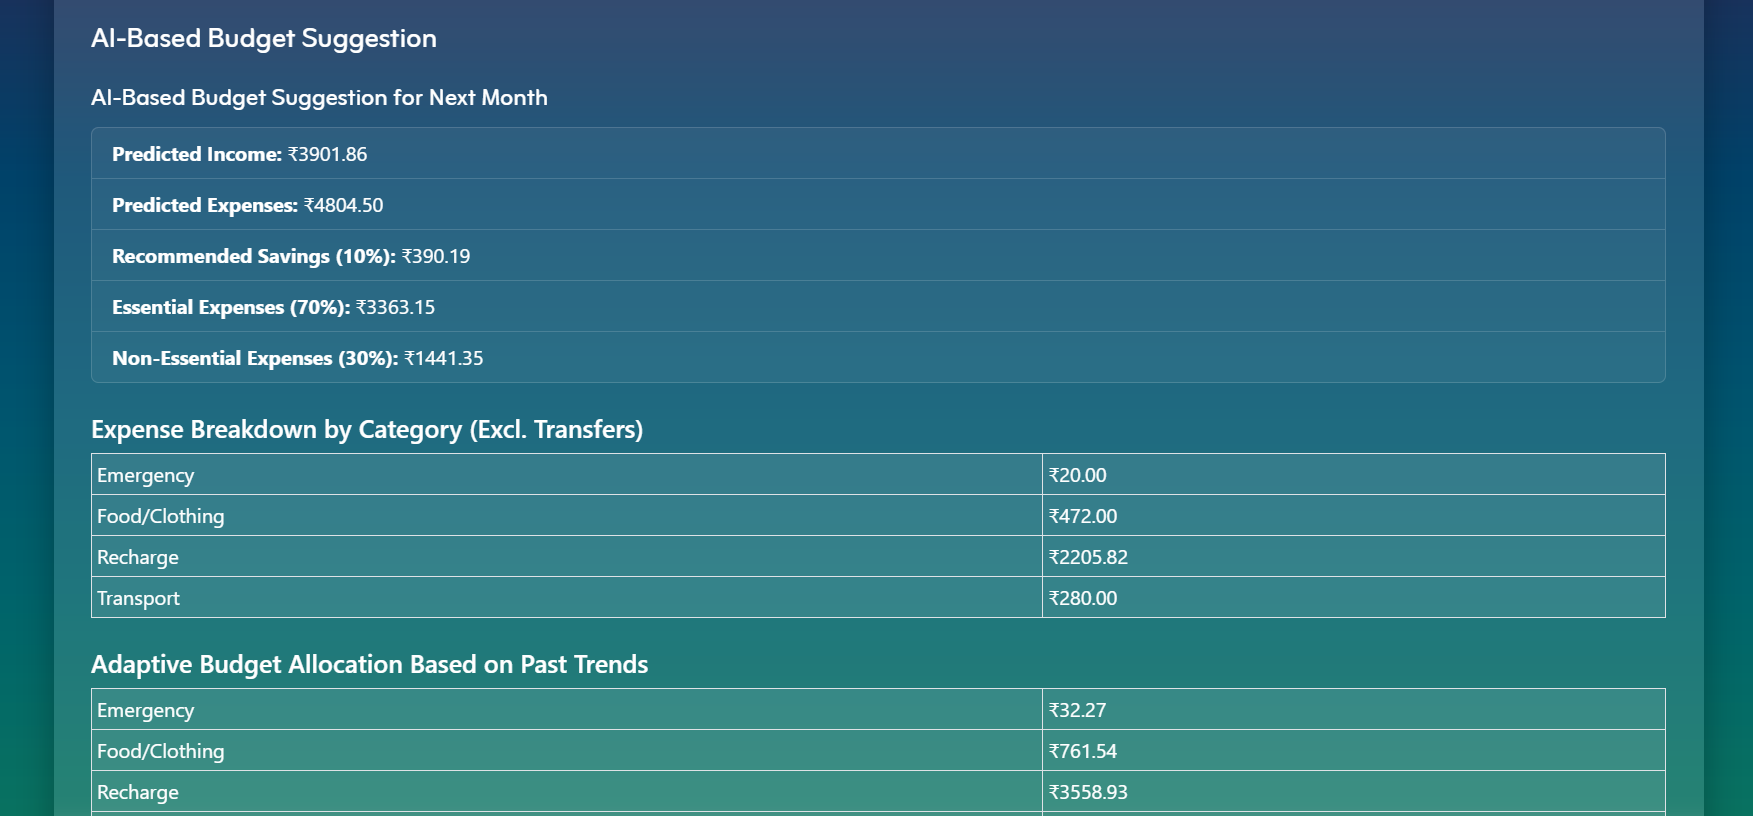 AI-Based Budget Suggestion
AI-Based Budget Suggestion for Next Month
Predicted Income: ₹3901.86
Predicted Expenses: ₹4804.50
Recommended Savings (10%): ₹390.19
Essential Expenses (70%): ₹3363.15
Non-Essential Expenses (30%): ₹1441.35
Expense Breakdown by Category (Excl. Transfers)
Emergency ₹20.00
Food/Clothing ₹472.00
Recharge ₹2205.82
Transport ₹280.00
Adaptive Budget Allocation Based on Past Trends
Emergency ₹32.27
Food/Clothing ₹761.54
Recharge ₹3558.93